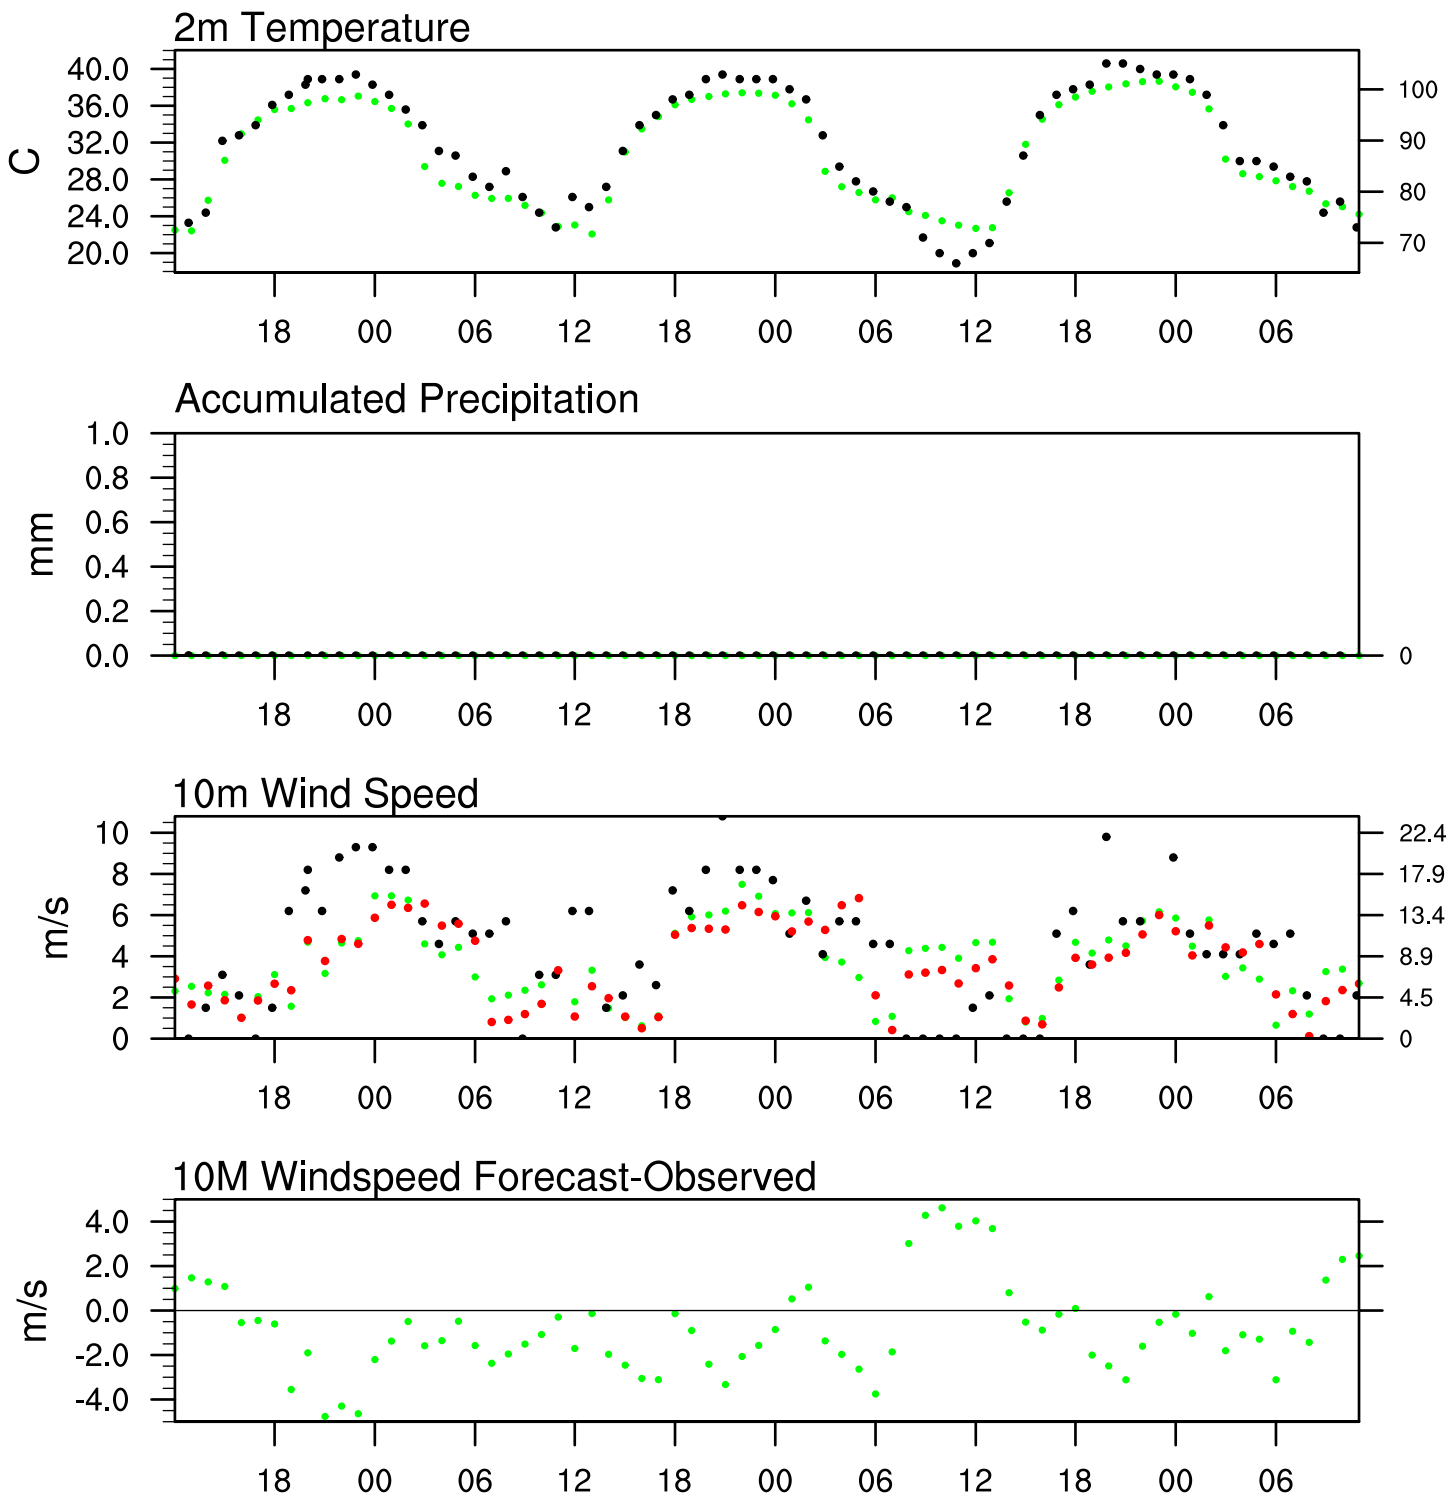 2m Temperature
40.0
36.0
32.0
28.0
24.0
20.0
C
100
90
80
70
18 00 06 12 18 00 06 12 18 00 06
Accumulated Precipitation
1.0
0.8
0.6
0.4
0.2
0.0
mm
0
18 00 06 12 18 00 06 12 18 00 06
10m Wind Speed
10
8
6
4
2
0
m/s
22.4
17.9
13.4
8.9
4.5
0
18 00 06 12 18 00 06 12 18 00 06
10M Windspeed Forecast-Observed
4.0
2.0
0.0
-2.0
-4.0
m/s
18 00 06 12 18 00 06 12 18 00 06